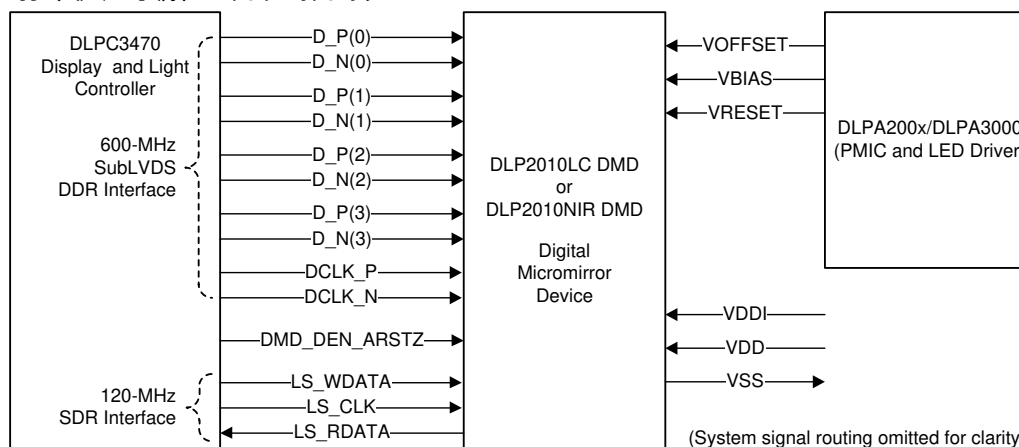 DLPC3470
Display and Light
Controller
600-MHz
SubLVDS
DDR Interface
120-MHz
SDR Interface
D_P(0)
D_N(0)
D_P(1)
D_N(1)
D_P(2)
D_N(2)
D_P(3)
D_N(3)
DCLK_P
DCLK_N
DMD_DEN_ARSTZ
LS_WDATA
LS_CLK
LS_RDATA
DLP2010LC DMD
or
DLP2010NIR DMD
Digital
Micromirror
Device
VOFFSET
VBIAS
VRESET
DLPA200x/DLPA3000
(PMIC and LED Driver
VDDI
VDD
VSS
(System signal routing omitted for clarity